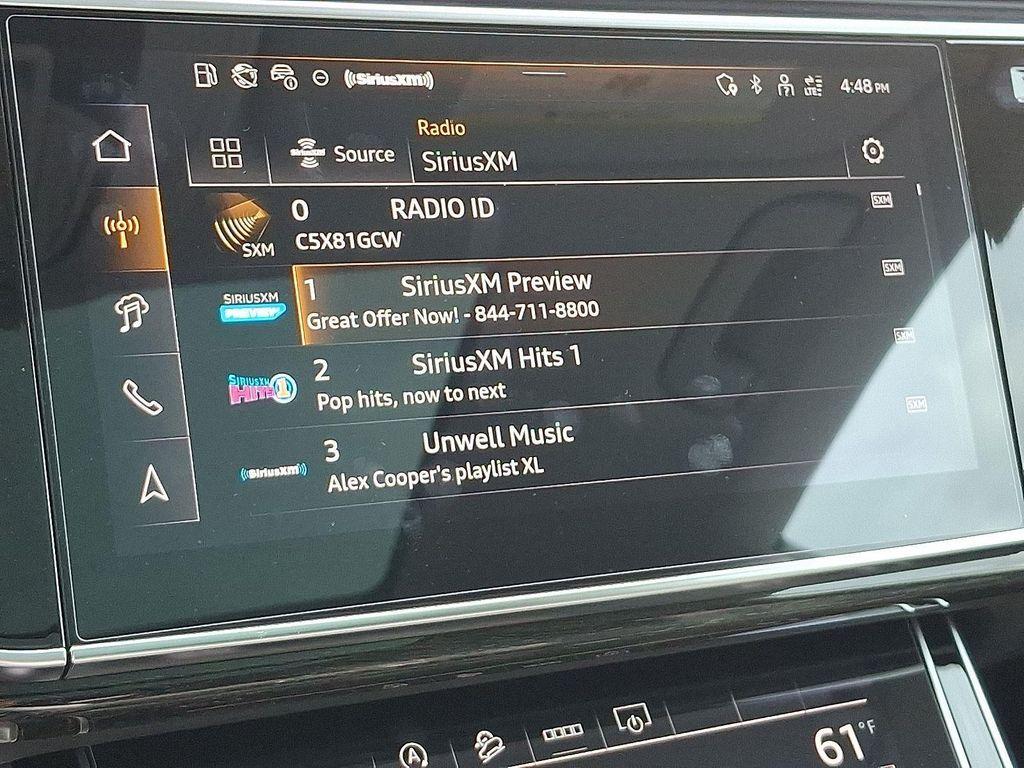 ((SiriusXM))
LTE
4:48 PM
Radio
SiriusXM
Source
SiriusXM
0 RADIO ID
SXM
SXM
C5X81GCW
1 SiriusXM Preview
SXM
SIRIUSXM
PREVIEW
Great Offer Now! - 844-711-8800
2 SiriusXM Hits 1
SXM
SIRIUSXM
HITS 1
Pop hits, now to next
3 Unwell Music
SXM
((SiriusXM))
Alex Cooper's playlist XL
A
61°F